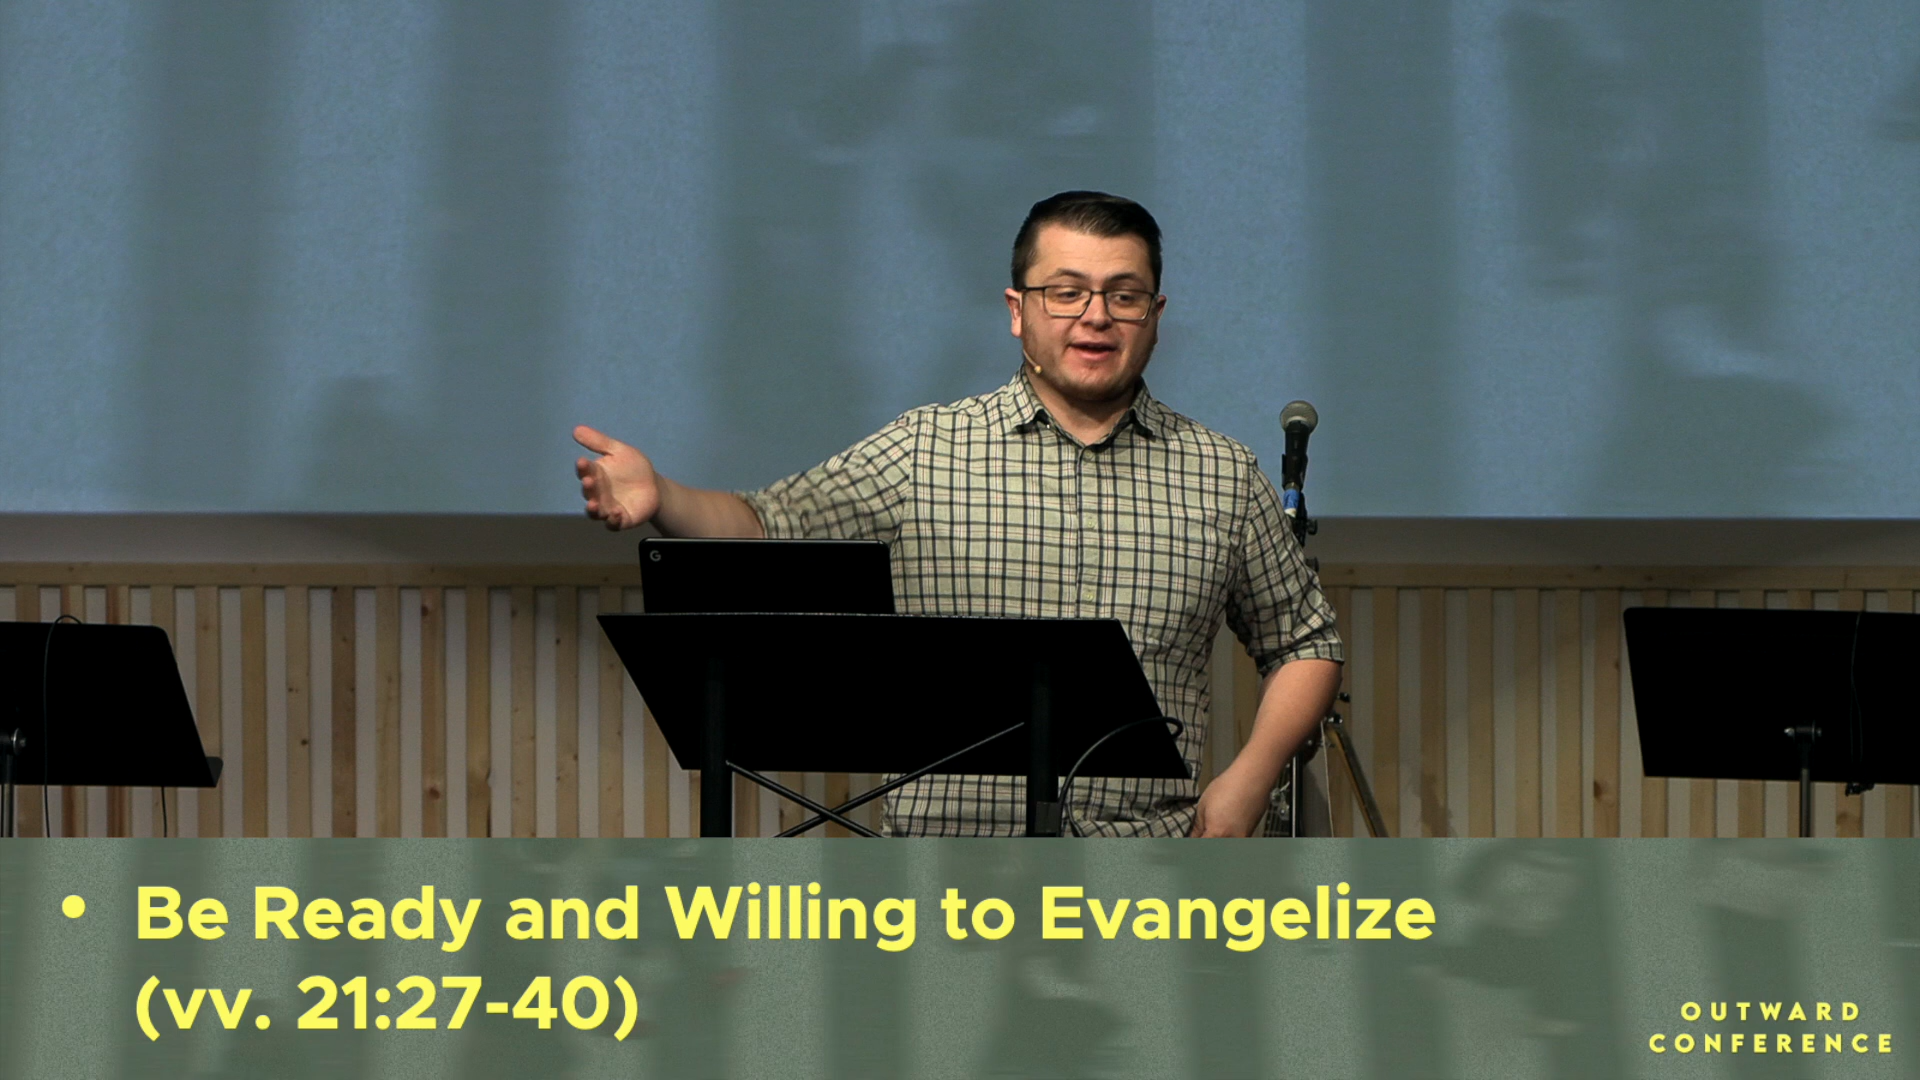 G
• Be Ready and Willing to Evangelize
(vv. 21:27-40)
OUTWARD
CONFERENCE